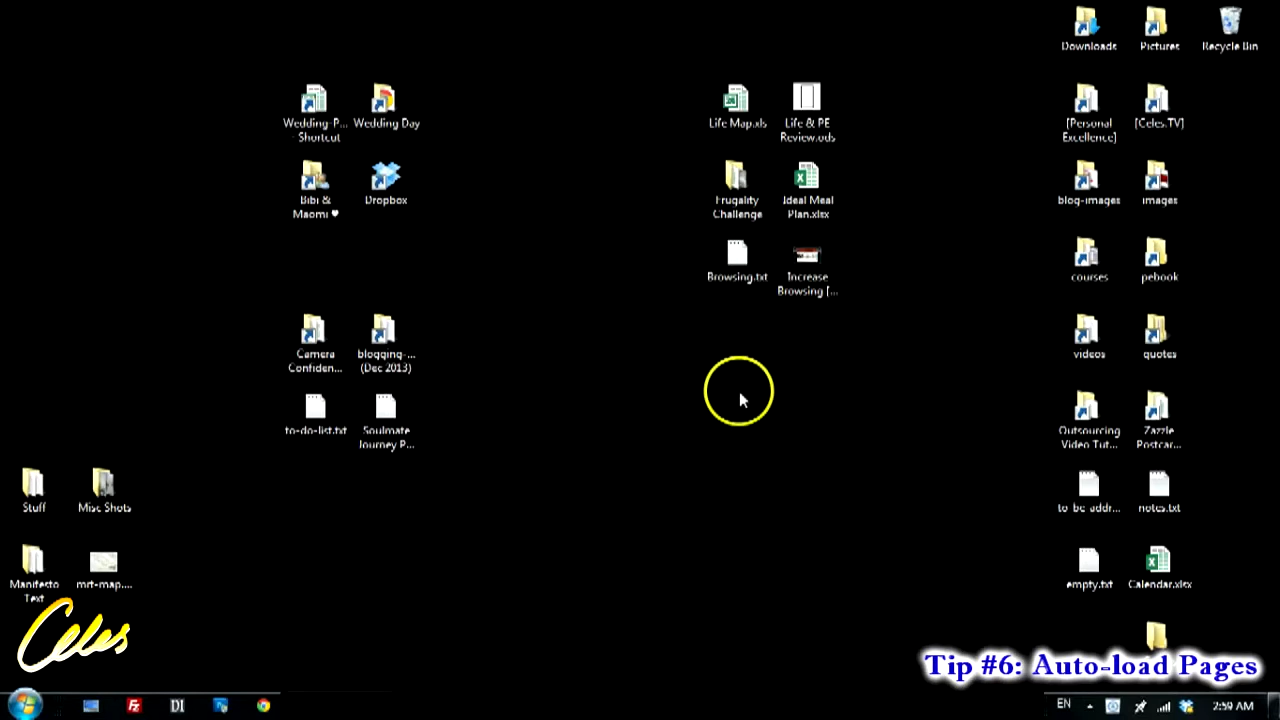 Downloads
Pictures
Recycle Bin
Wedding-P...
- Shortcut
Wedding Day
Life Map.xls
Life & PE
Review.ods
[Personal
Excellence]
[Celes.TV]
Bibi &
Maomi ♥
Dropbox
Frugality
Challenge
Ideal Meal
Plan.xlsx
blog-images
images
Browsing.txt
Increase
Browsing [...
courses
pebook
Camera
Confiden...
blogging-...
(Dec 2013)
videos
quotes
to-do-list.txt
Soulmate
Journey P...
Outsourcing
Video Tut...
Zazzle
Postcar...
Stuff
Misc Shots
to_be_addr...
notes.txt
Manifesto
Text
mrt-map....
empty.txt
Calendar.xlsx
Celes
Tip #6: Auto-load Pages
Fz
DI
EN
2:59 AM